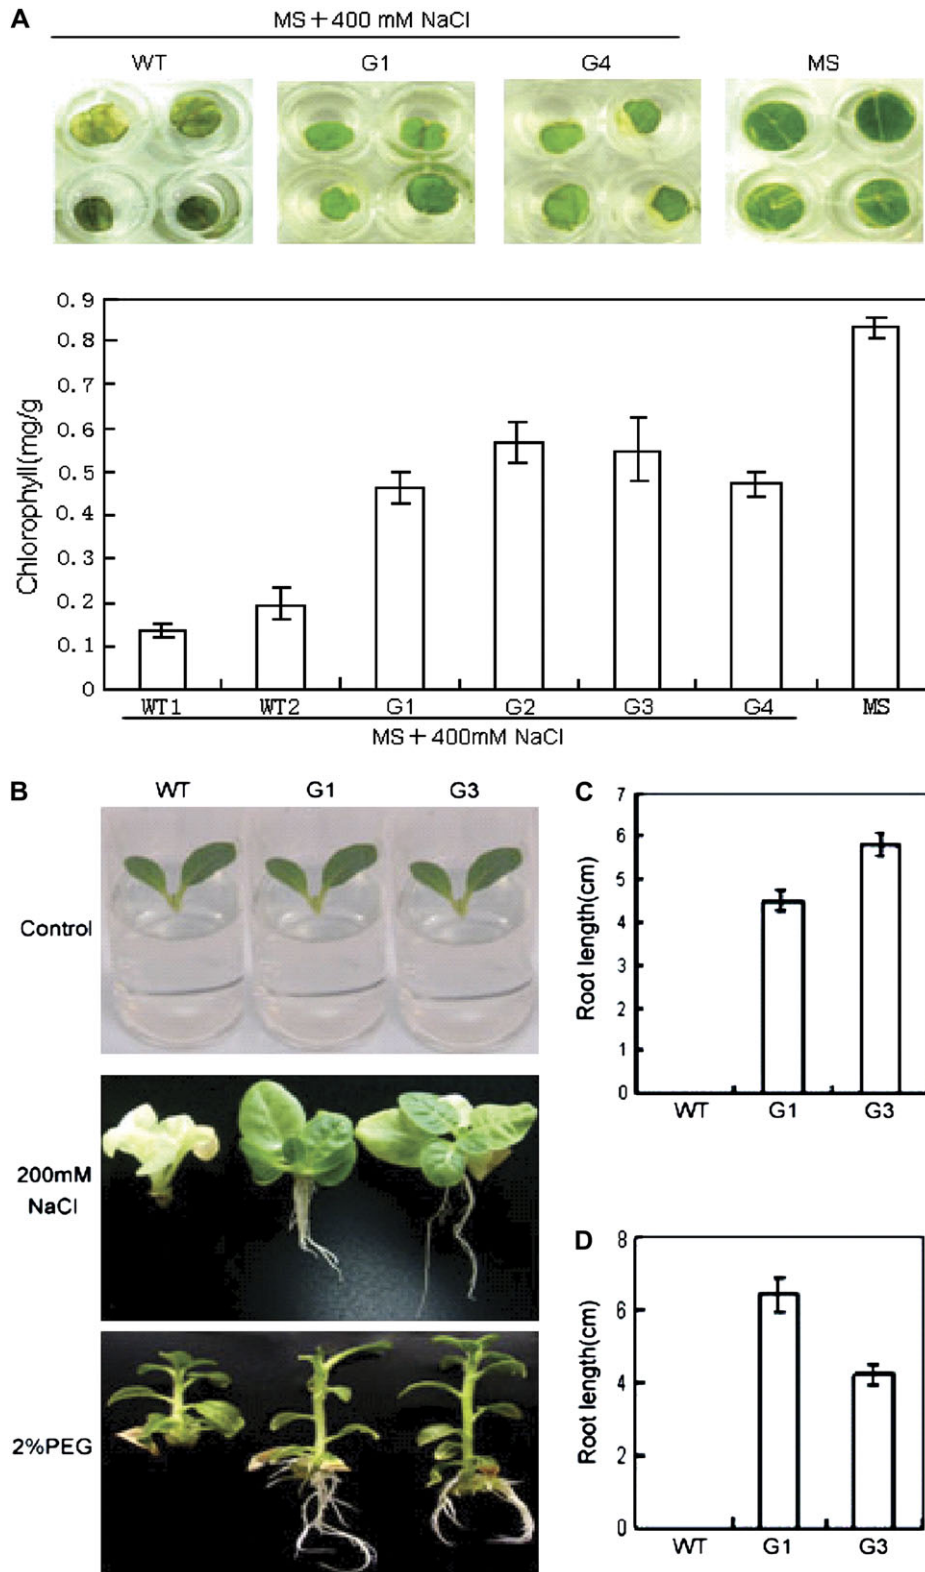 A
MS+400 mM NaCl
WT G1 G4 MS
0.9
0.8
0.7
0.6
0.5
0.4
0.3
0.2
0.1
0
Chlorophyll(mg/g)
WT1 WT2 G1 G2 G3 G4 MS
MS+400mM NaCl
B
WT G1 G3
Control
200mM
NaCl
2%PEG
C
7
6
5
4
3
2
1
0
Root length(cm)
WT G1 G3
D
8
6
4
2
0
Root length(cm)
WT G1 G3